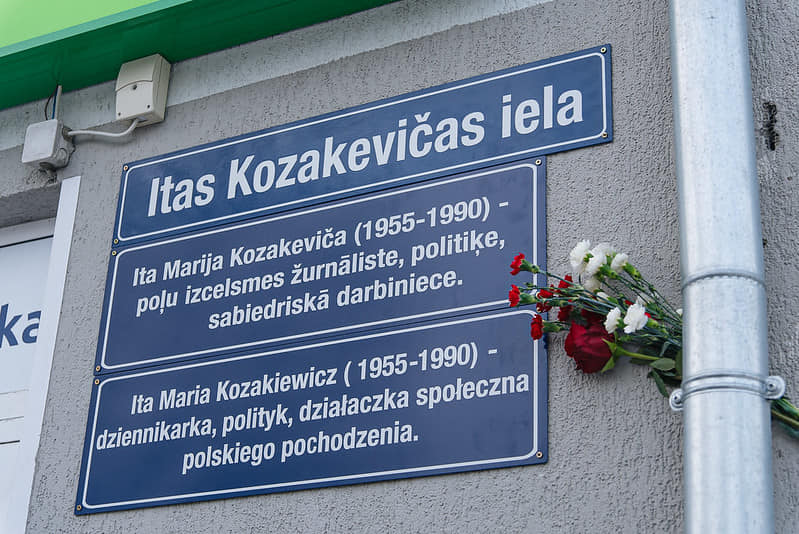 Itas Kozakevičas iela
Ita Marija Kozakeviča (1955-1990) -
poļu izcelsmes žurnāliste, politiķe,
sabiedriskā darbiniece.
Ita Maria Kozakiewicz ( 1955-1990) -
dziennikarka, polityk, działaczka społeczna
polskiego pochodzenia.
ka